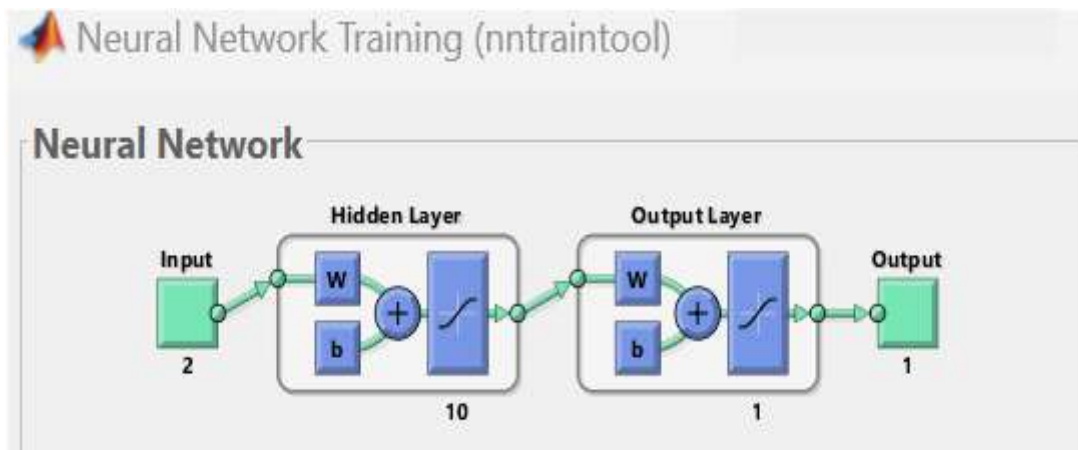 Neural Network Training (nntraintool)
Neural Network
Hidden Layer Output Layer
Input Output
W W
+ +
b b
2 1
10 1